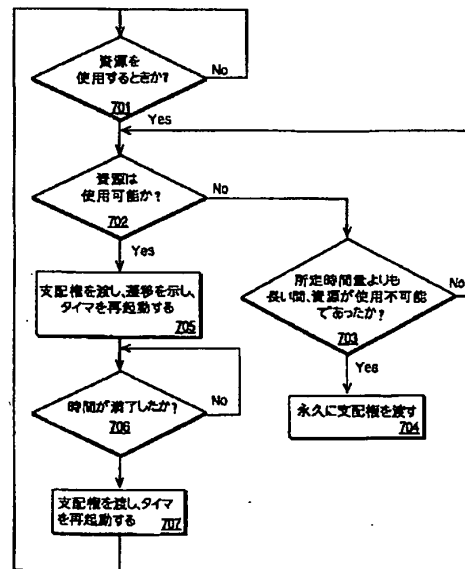 資源を
使用するときか?
701
No
Yes
資源は
使用可能か?
702
No
Yes
所定時間量よりも
長い間、資源が使用不可能
であったか?
703
No
Yes
支配権を渡し、遷移を示し、
タイマを再起動する
705
永久に支配権を渡す
704
時間が満了したか?
706
No
支配権を渡し、タイマ
を再起動する 707